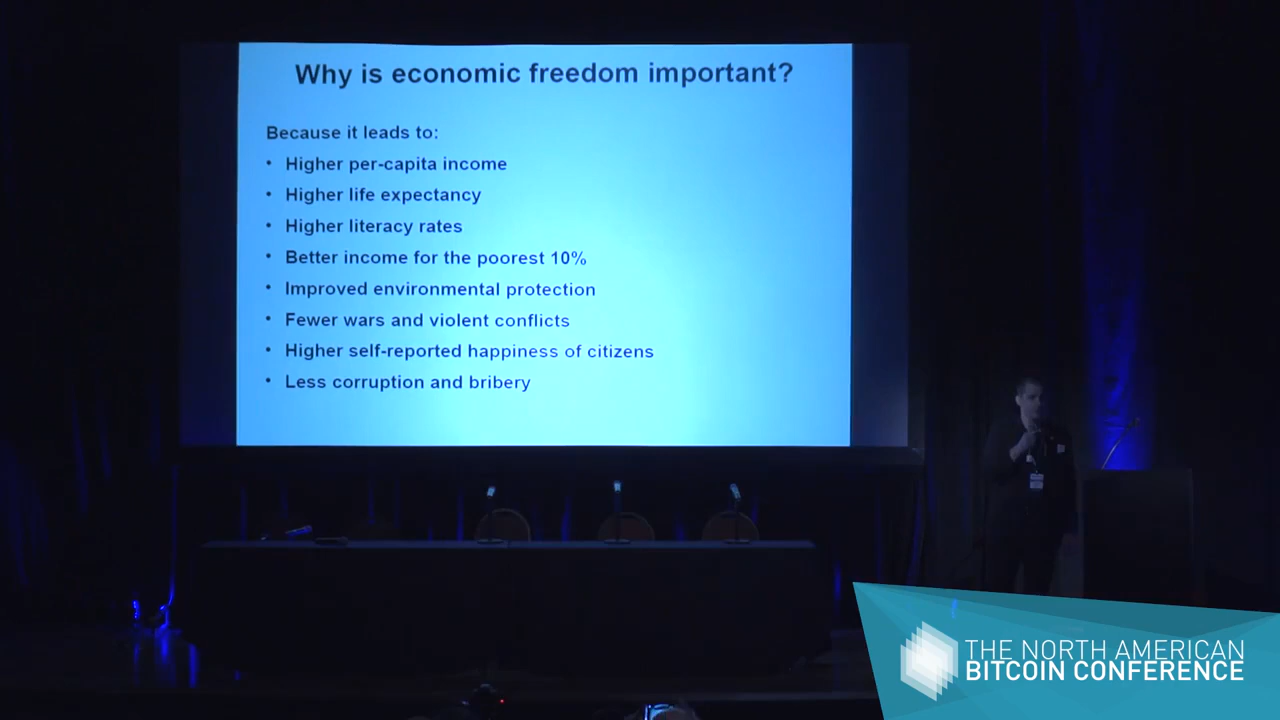 Why is economic freedom important?
Because it leads to:
• Higher per-capita income
• Higher life expectancy
• Higher literacy rates
• Better income for the poorest 10%
• Improved environmental protection
• Fewer wars and violent conflicts
• Higher self-reported happiness of citizens
• Less corruption and bribery
THE NORTH AMERICAN
BITCOIN CONFERENCE